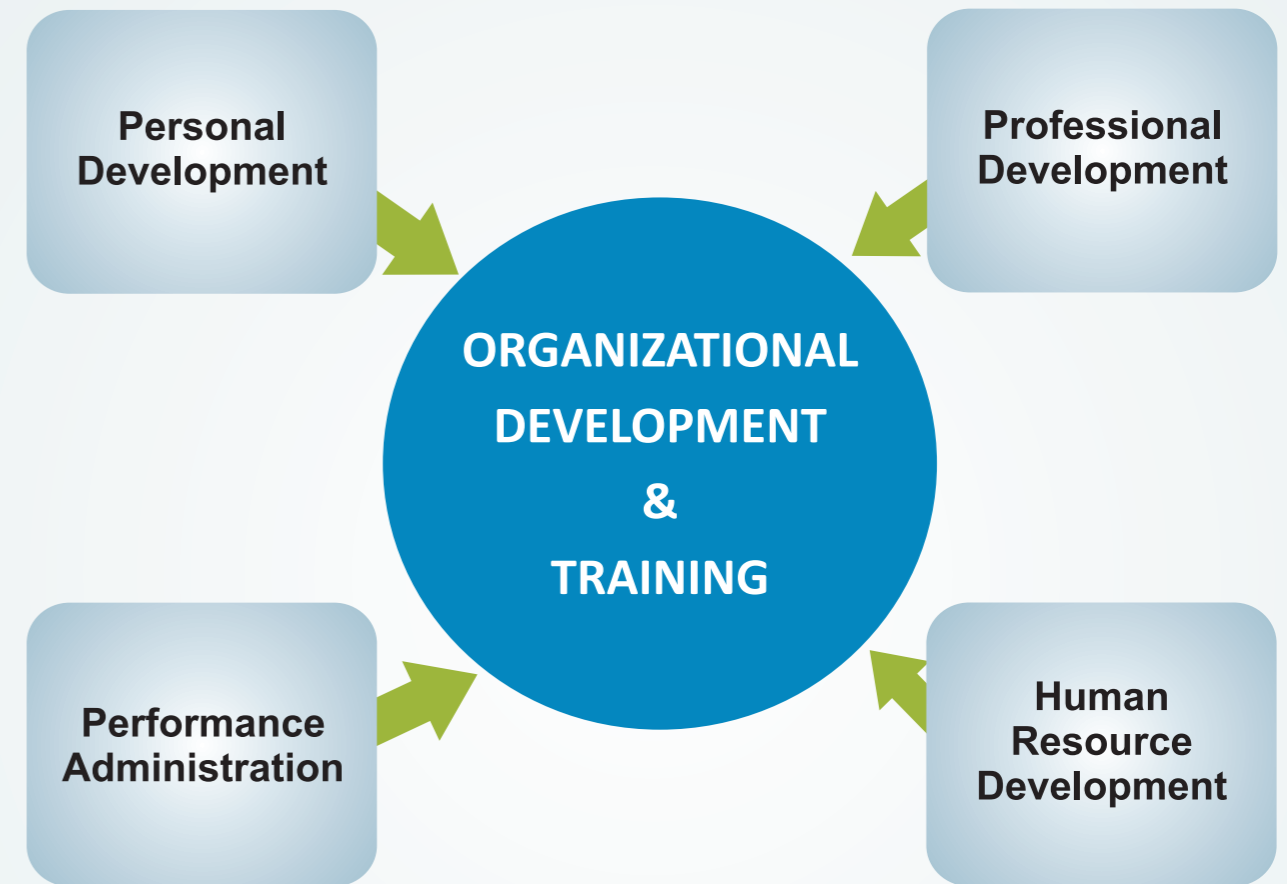 Personal
Development
Professional
Development
ORGANIZATIONAL
DEVELOPMENT
&
TRAINING
Performance
Administration
Human
Resource
Development